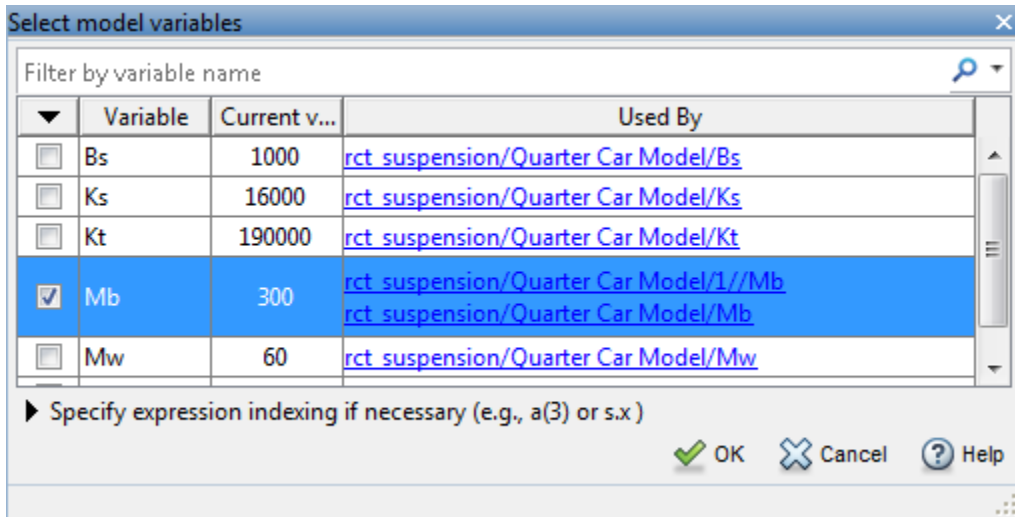 Select model variables
Filter by variable name
Variable Current v... Used By
Bs 1000 rct_suspension/Quarter Car Model/Bs
Ks 16000 rct_suspension/Quarter Car Model/Ks
Kt 190000 rct_suspension/Quarter Car Model/Kt
Mb 300 rct_suspension/Quarter Car Model/1//Mb
rct_suspension/Quarter Car Model/Mb
Mw 60 rct_suspension/Quarter Car Model/Mw
Specify expression indexing if necessary (e.g., a(3) or s.x )
OK Cancel Help